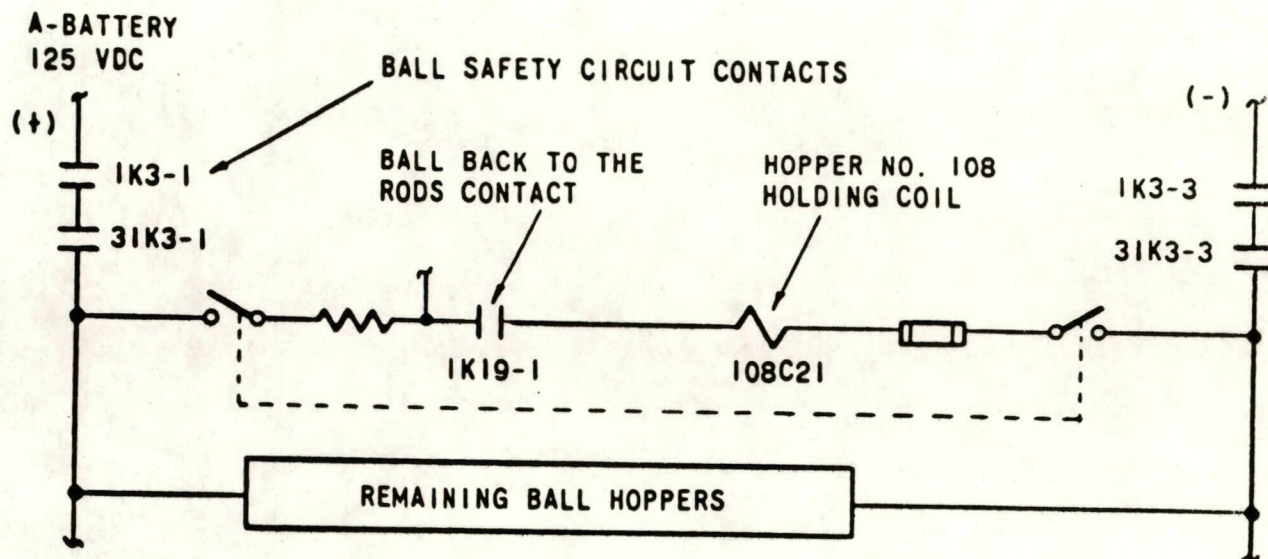 A-BATTERY
125 VDC
(+)
BALL SAFETY CIRCUIT CONTACTS
(-)
1K3-1
31K3-1
BALL BACK TO THE
RODS CONTACT
HOPPER NO. 108
HOLDING COIL
1K3-3
31K3-3
1K19-1
108C21
REMAINING BALL HOPPERS